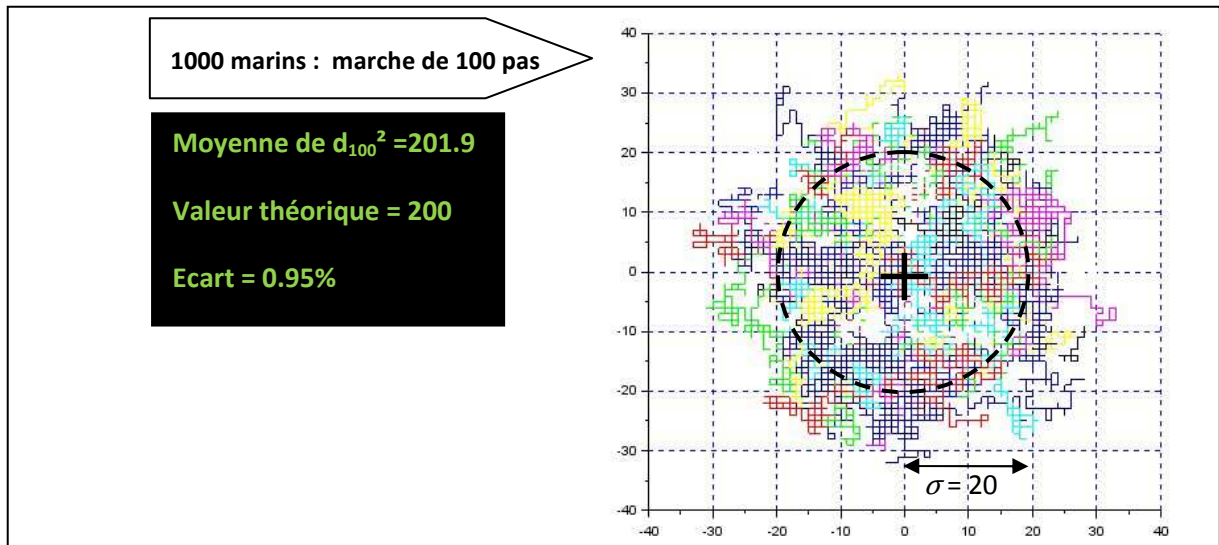 1000 marins : marche de 100 pas
Moyenne de d₁₀₀² =201.9
Valeur théorique = 200
Ecart = 0.95%
40
30
20
10
0
-10
-20
-30
-40
σ = 20
-40 -30 -20 -10 0 10 20 30 40